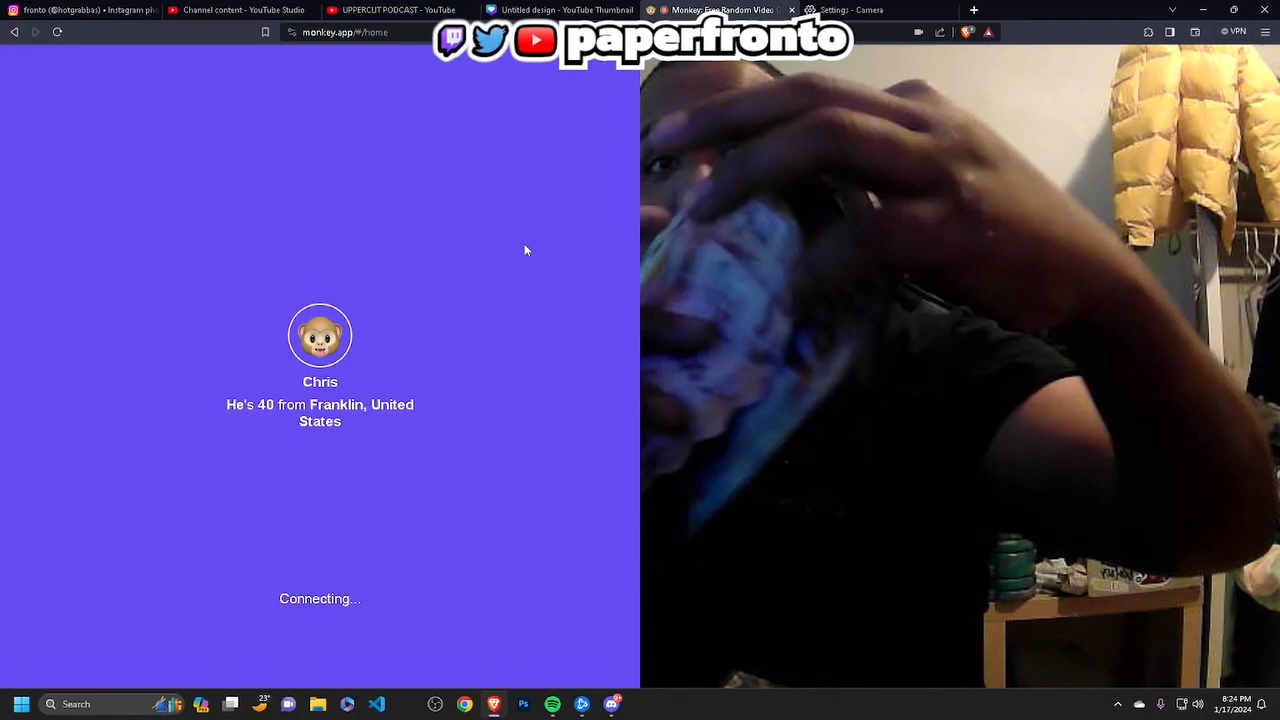 fronto (@hotgrabbs) • Instagram ph
Channel content - YouTube Studio
UPPERCUT PODCAST - YouTube
Untitled design - YouTube Thumbnail
Monkey: Free Random Video C
Settings - Camera
monkey.app/#/home
VPN
paperfronto
Chris
He's 40 from Franklin, United
States
Connecting...
Search
23°
8:24 PM
1/17/2024